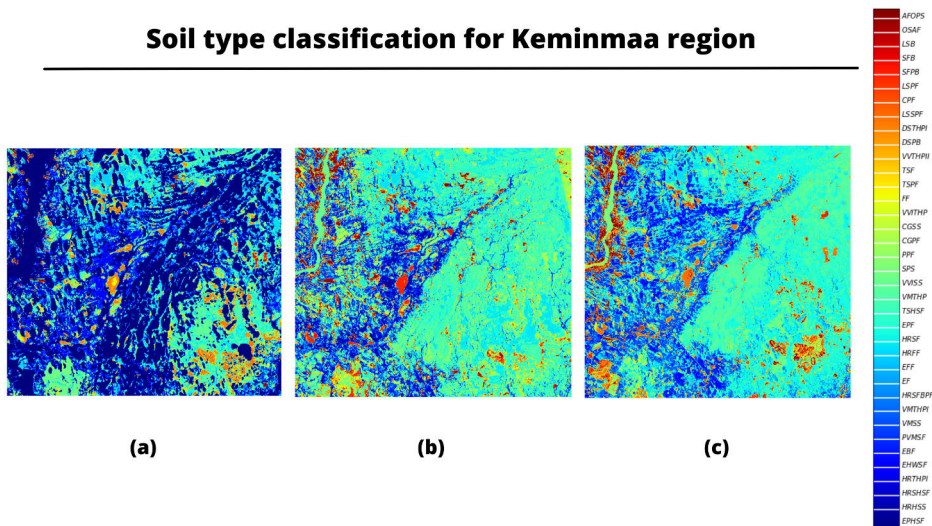 Soil type classification for Keminmaa region
(a)
(b)
(c)
AFOPS
OSAF
LSB
SFB
SFPB
LSPF
CPF
LSSPF
DSTHPI
DSPB
VVTHPII
TSF
TSPF
FF
VVITHP
CGSS
CGPF
PPF
SPS
VVISS
VMTHP
TSHSF
EPF
HRSF
HRFF
EFF
EF
HRSFBPF
VMTHPI
VMSS
PVMSF
EBF
EHWSF
HRTHPI
HRSHSF
HRHSS
EPHSF